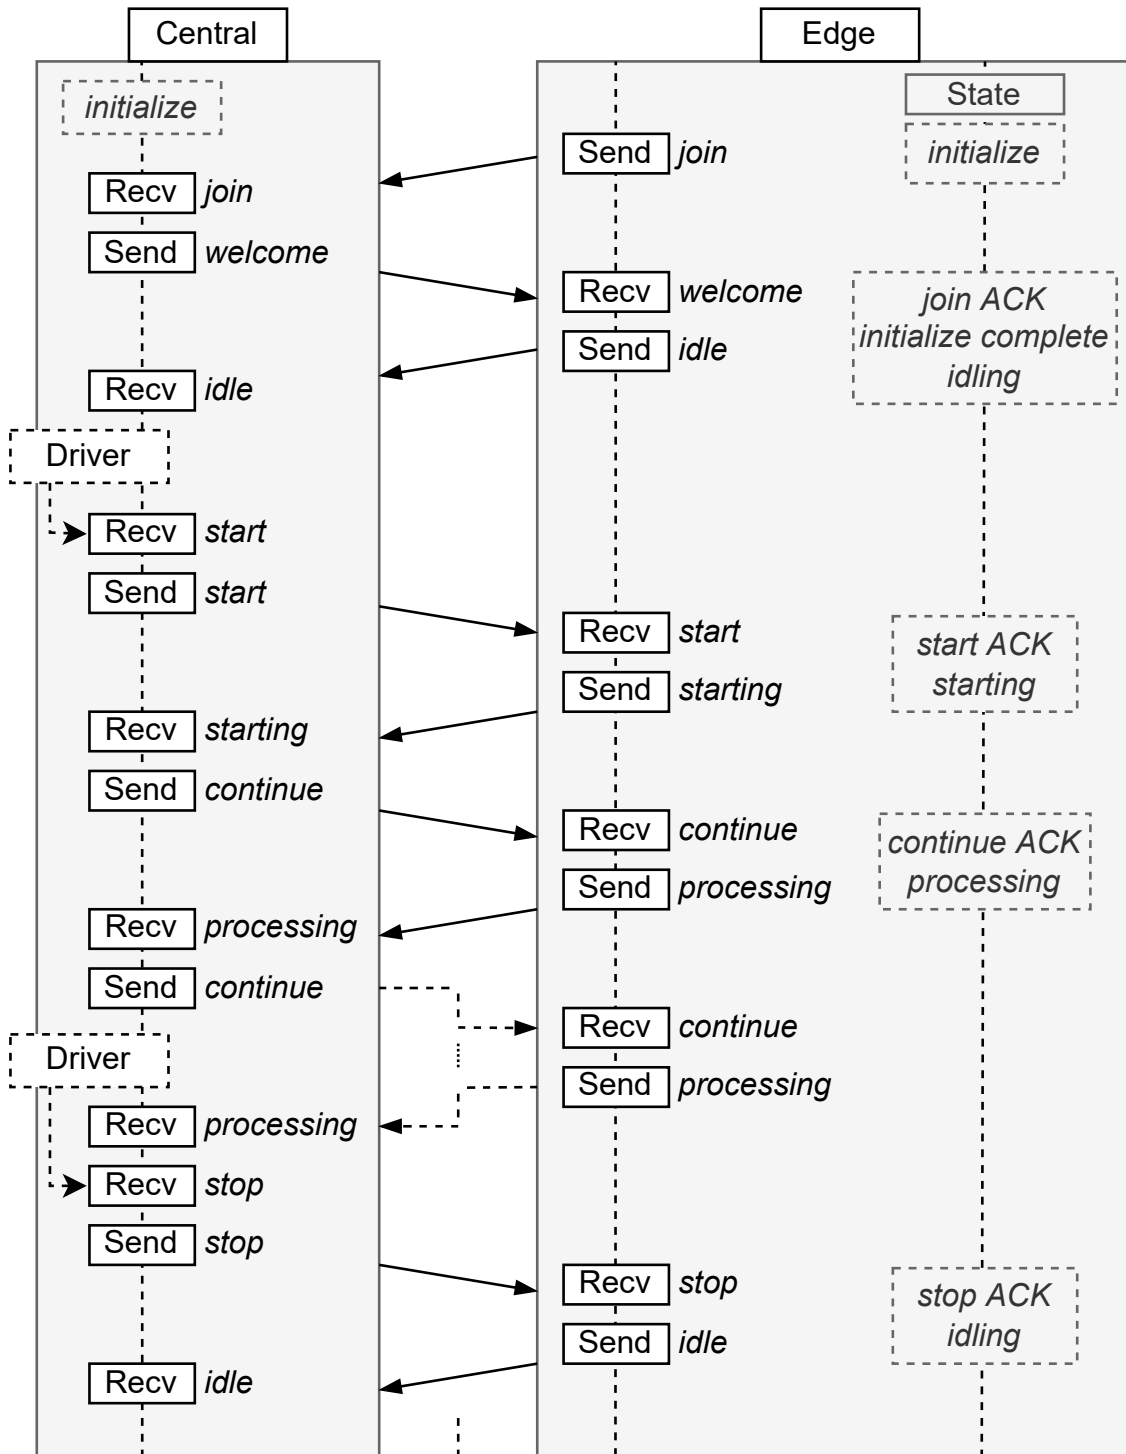 Central
Edge
State
initialize
initialize
Send join
Recv join
Send welcome
Recv welcome
join ACK
initialize complete
idling
Send idle
Recv idle
Driver
Recv start
Send start
Recv start
start ACK
starting
Send starting
Recv starting
Send continue
Recv continue
continue ACK
processing
Send processing
Recv processing
Send continue
Recv continue
Driver
Send processing
Recv processing
Recv stop
Send stop
Recv stop
stop ACK
idling
Send idle
Recv idle